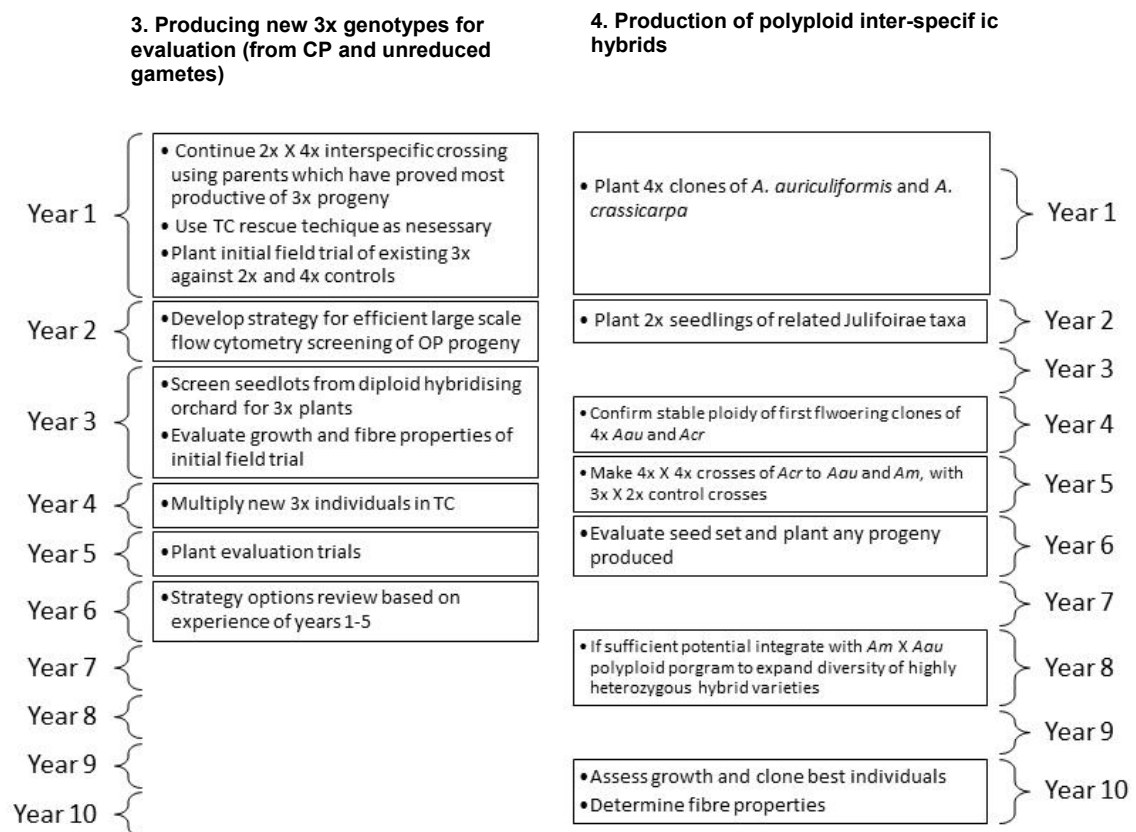 3. Producing new 3x genotypes for
evaluation (from CP and unreduced
gametes)
Year 1
• Continue 2x X 4x interspecific crossing
using parents which have proved most
productive of 3x progeny
• Use TC rescue techique as nesessary
• Plant initial field trial of existing 3x
against 2x and 4x controls
Year 2
• Develop strategy for efficient large scale
flow cytometry screening of OP progeny
Year 3
• Screen seedlots from diploid hybridising
orchard for 3x plants
• Evaluate growth and fibre properties of
initial field trial
Year 4
• Multiply new 3x individuals in TC
Year 5
• Plant evaluation trials
Year 6
• Strategy options review based on
experience of years 1-5
Year 7
Year 8
Year 9
Year 10
4. Production of polyploid inter-specif ic
hybrids
• Plant 4x clones of A. auriculiformis and A.
crassicarpa
Year 1
• Plant 2x seedlings of related Julifoirae taxa
Year 2
Year 3
• Confirm stable ploidy of first flwoering clones of
4x Aau and Acr
Year 4
• Make 4x X 4x crosses of Acr to Aau and Am, with
3x X 2x control crosses
Year 5
• Evaluate seed set and plant any progeny
produced
Year 6
Year 7
• If sufficient potential integrate with Am X Aau
polyploid porgram to expand diversity of highly
heterozygous hybrid varieties
Year 8
Year 9
• Assess growth and clone best individuals
• Determine fibre properties
Year 10